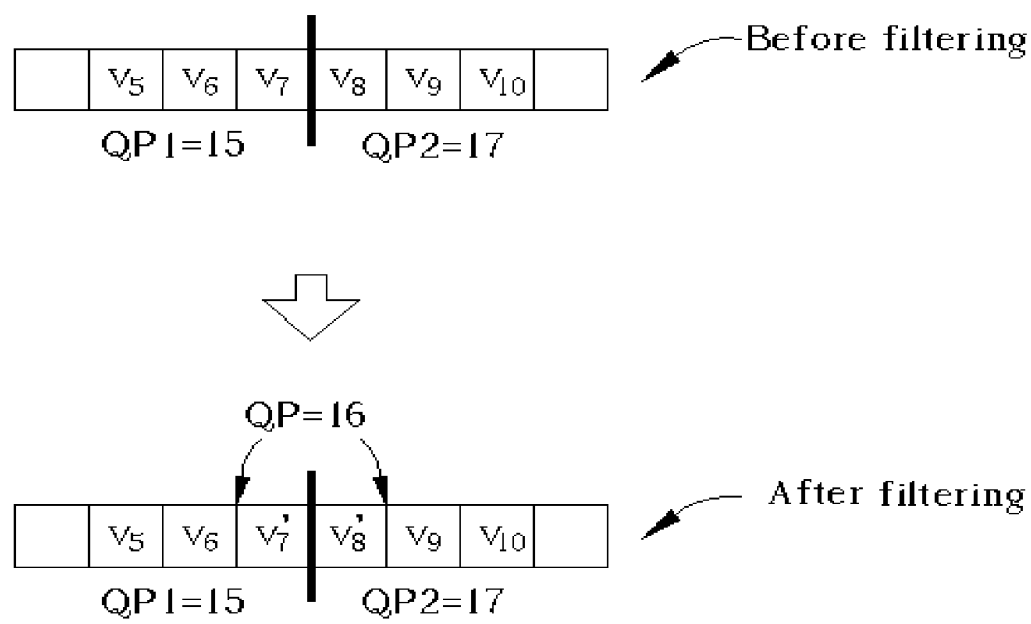 Before filtering
V5 V6 V7 V8 V9 V10
QP1=15 QP2=17
QP=16
After filtering
V5 V6 V7' V8' V9 V10
QP1=15 QP2=17